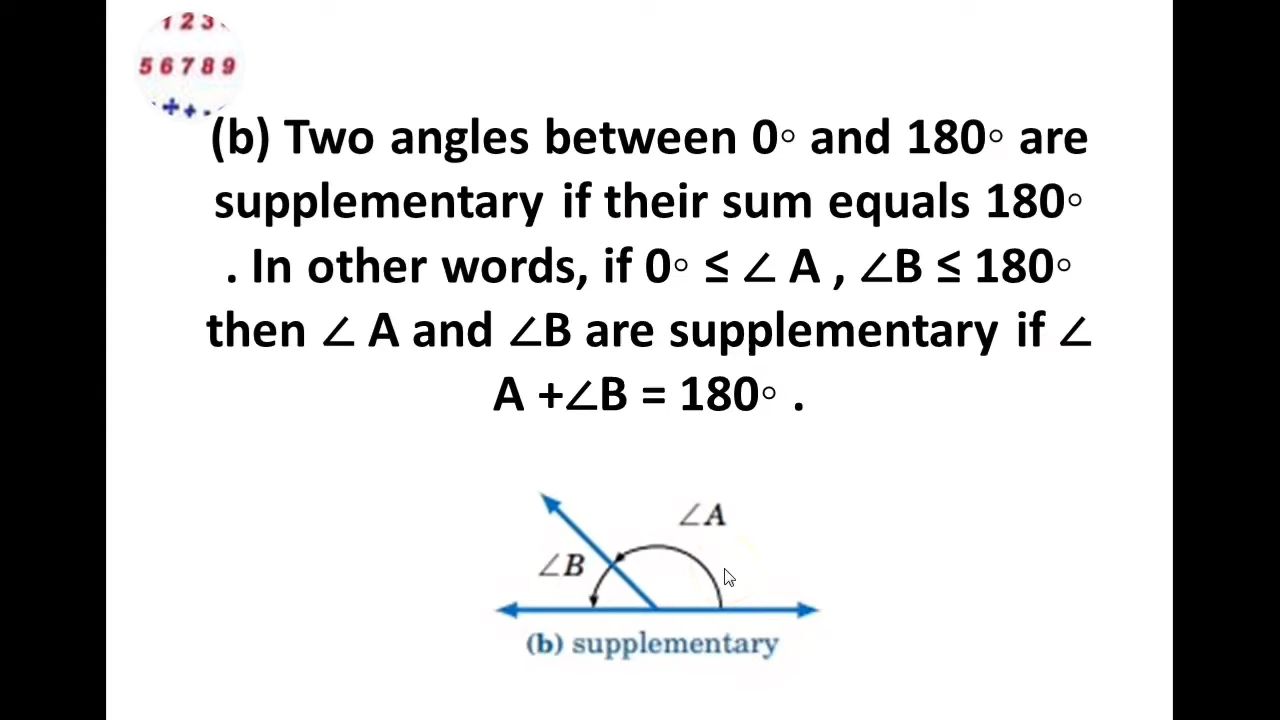 1 2 3
5 6 7 8 9
(b) Two angles between 0◦ and 180◦ are
supplementary if their sum equals 180◦
. In other words, if 0◦ ≤ ∠ A , ∠B ≤ 180◦
then ∠ A and ∠B are supplementary if ∠
A +∠B = 180◦ .
∠A
∠B
(b) supplementary